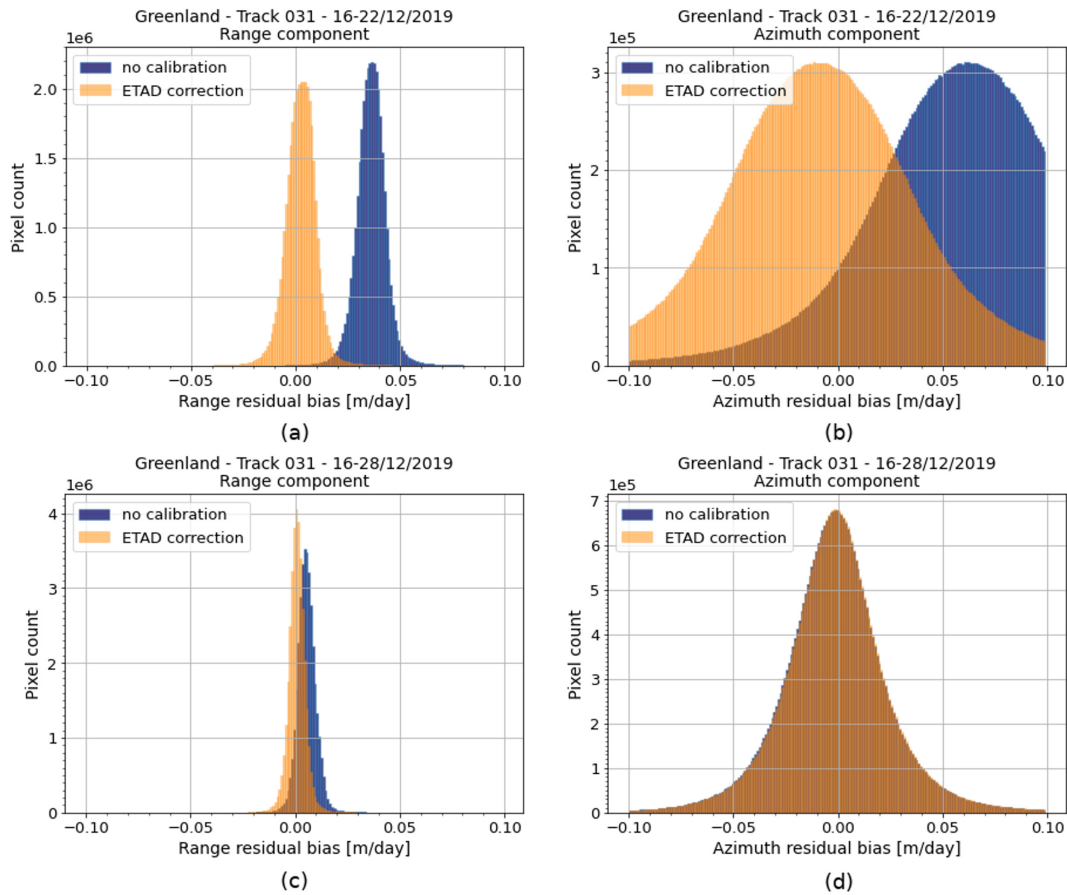 Greenland - Track 031 - 16-22/12/2019
Range component
1e6
no calibration
ETAD correction
2.0
1.5
1.0
0.5
0.0
Pixel count
−0.10 −0.05 0.00 0.05 0.10
Range residual bias [m/day]
(a)
Greenland - Track 031 - 16-22/12/2019
Azimuth component
1e5
no calibration
ETAD correction
3
2
1
0
Pixel count
−0.10 −0.05 0.00 0.05 0.10
Azimuth residual bias [m/day]
(b)
Greenland - Track 031 - 16-28/12/2019
Range component
1e6
no calibration
ETAD correction
4
3
2
1
0
Pixel count
−0.10 −0.05 0.00 0.05 0.10
Range residual bias [m/day]
(c)
Greenland - Track 031 - 16-28/12/2019
Azimuth component
1e5
no calibration
ETAD correction
7
6
5
4
3
2
1
0
Pixel count
−0.10 −0.05 0.00 0.05 0.10
Azimuth residual bias [m/day]
(d)